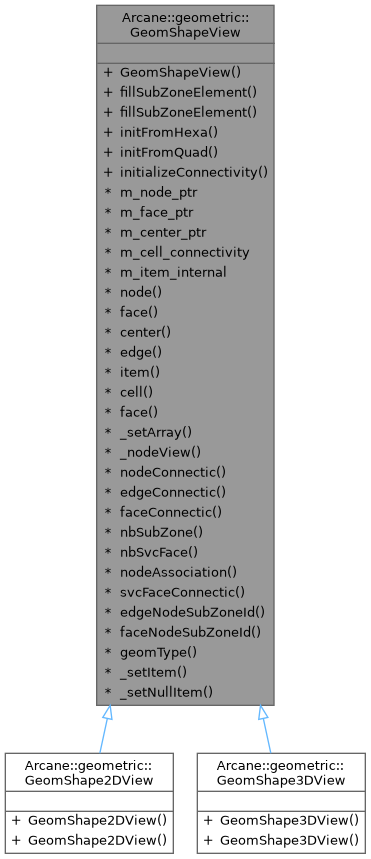 Arcane::geometric::
GeomShapeView
+ GeomShapeView()
+ fillSubZoneElement()
+ fillSubZoneElement()
+ initFromHexa()
+ initFromQuad()
+ initializeConnectivity()
* m_node_ptr
* m_face_ptr
* m_center_ptr
* m_cell_connectivity
* m_item_internal
* node()
* face()
* center()
* edge()
* item()
* cell()
* face()
* _setArray()
* _nodeView()
* nodeConnectic()
* edgeConnectic()
* faceConnectic()
* nbSubZone()
* nbSvcFace()
* nodeAssociation()
* svcFaceConnectic()
* edgeNodeSubZoneId()
* faceNodeSubZoneId()
* geomType()
* _setItem()
* _setNullItem()
Arcane::geometric::
GeomShape2DView
+ GeomShape2DView()
+ GeomShape2DView()
Arcane::geometric::
GeomShape3DView
+ GeomShape3DView()
+ GeomShape3DView()